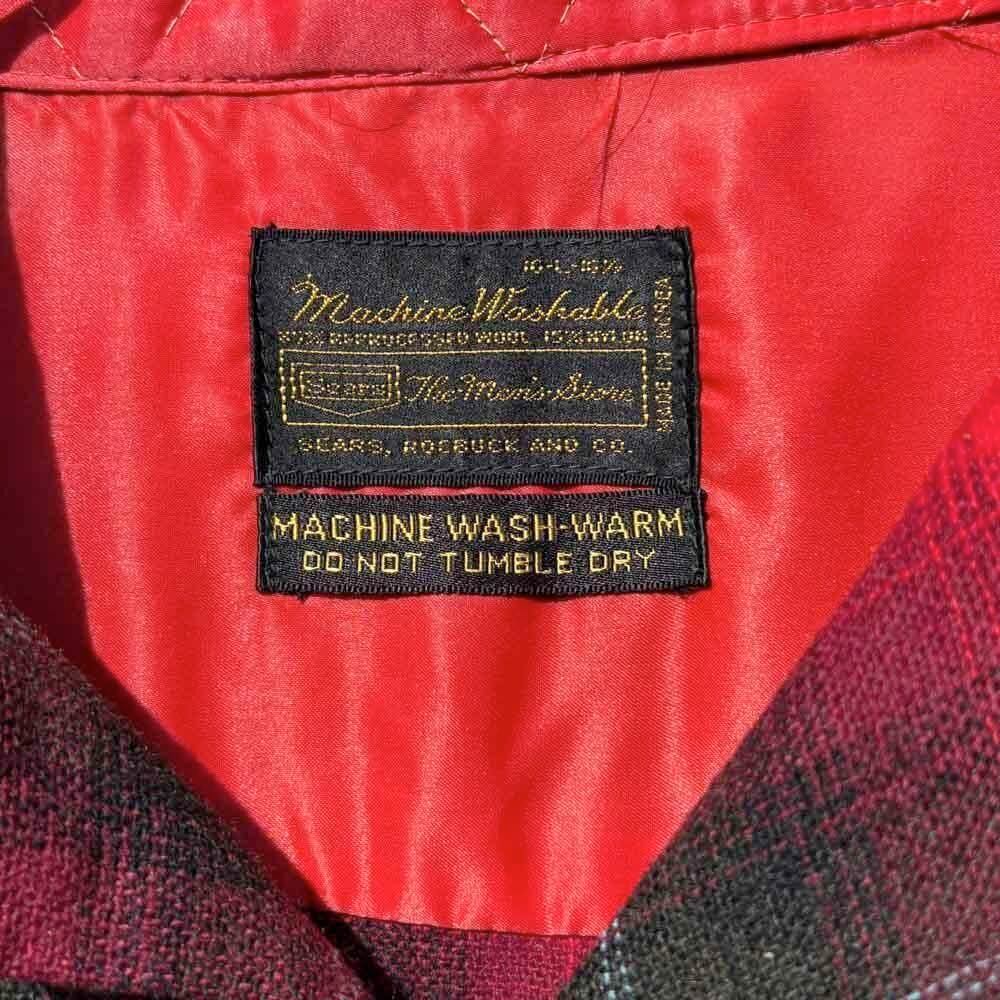 16-L-16½
Machine Washable
85% REPROCESSED WOOL 15% NYLON
SEARS The Men's Store
SEARS, ROEBUCK AND CO.
MADE IN KOREA
MACHINE WASH-WARM
DO NOT TUMBLE DRY